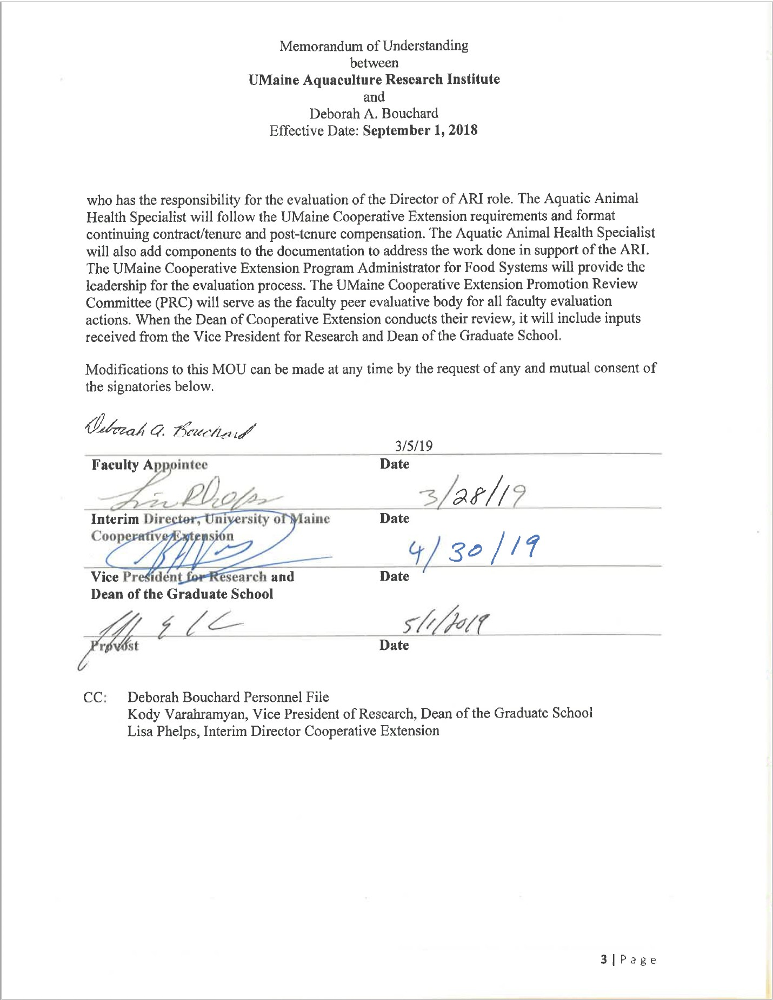 Memorandum of Understanding
between
UMaine Aquaculture Research Institute
and
Deborah A. Bouchard
Effective Date: September 1, 2018
who has the responsibility for the evaluation of the Director of ARI role. The Aquatic Animal
Health Specialist will follow the UMaine Cooperative Extension requirements and format
continuing contract/tenure and post-tenure compensation. The Aquatic Animal Health Specialist
will also add components to the documentation to address the work done in support of the ARI.
The UMaine Cooperative Extension Program Administrator for Food Systems will provide the
leadership for the evaluation process. The UMaine Cooperative Extension Promotion Review
Committee (PRC) will serve as the faculty peer evaluative body for all faculty evaluation
actions. When the Dean of Cooperative Extension conducts their review, it will include inputs
received from the Vice President for Research and Dean of the Graduate School.
Modifications to this MOU can be made at any time by the request of any and mutual consent of
the signatories below.
Deborah A. Bouchard
3/5/19
Faculty Appointee Date
3/28/19
Interim Director, University of Maine Date
Cooperative Extension
4/30/19
Vice President for Research and Date
Dean of the Graduate School
5/1/2019
Provost Date
CC: Deborah Bouchard Personnel File
Kody Varahramyan, Vice President of Research, Dean of the Graduate School
Lisa Phelps, Interim Director Cooperative Extension
3 | Page